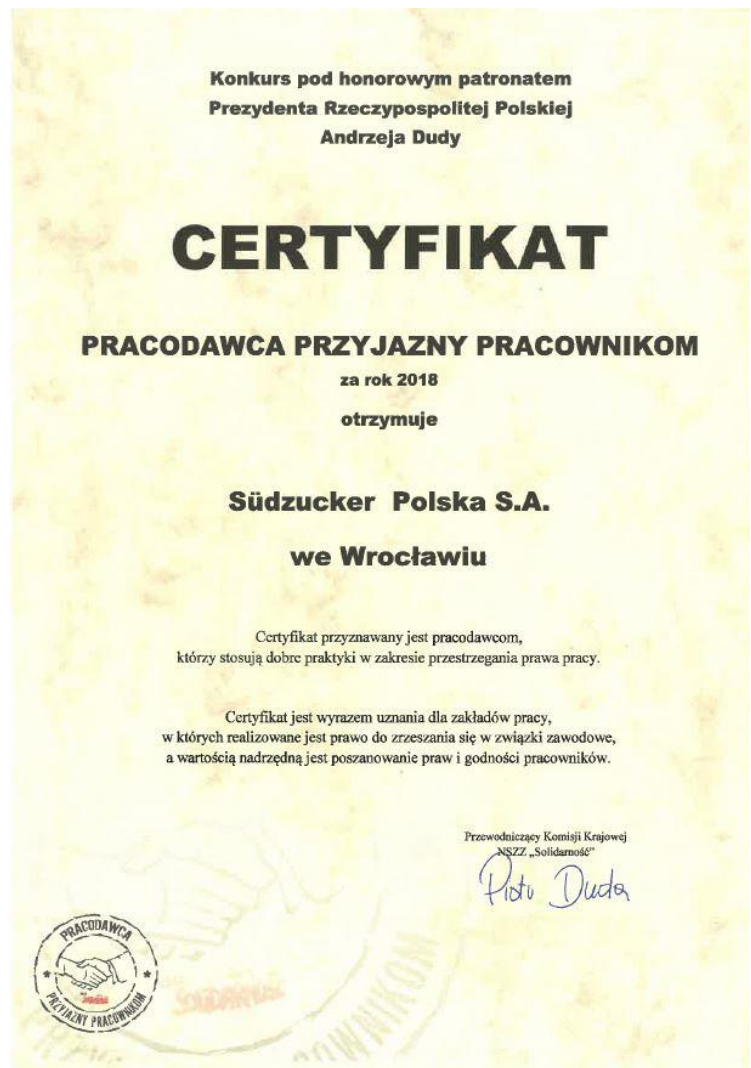 Konkurs pod honorowym patronatem
Prezydenta Rzeczypospolitej Polskiej
Andrzeja Dudy
CERTYFIKAT
PRACODAWCA PRZYJAZNY PRACOWNIKOM
za rok 2018
otrzymuje
Südzucker Polska S.A.
we Wrocławiu
Certyfikat przyznawany jest pracodawcom,
którzy stosują dobre praktyki w zakresie przestrzegania prawa pracy.
Certyfikat jest wyrazem uznania dla zakładów pracy,
w których realizowane jest prawo do zrzeszania się w związki zawodowe,
a wartością nadrzędną jest poszanowanie praw i godności pracowników.
Przewodniczący Komisji Krajowej
NSZZ „Solidarność”
Piotr Duda
PRACODAWCA
PRZYJAZNY PRACOWNIKOM